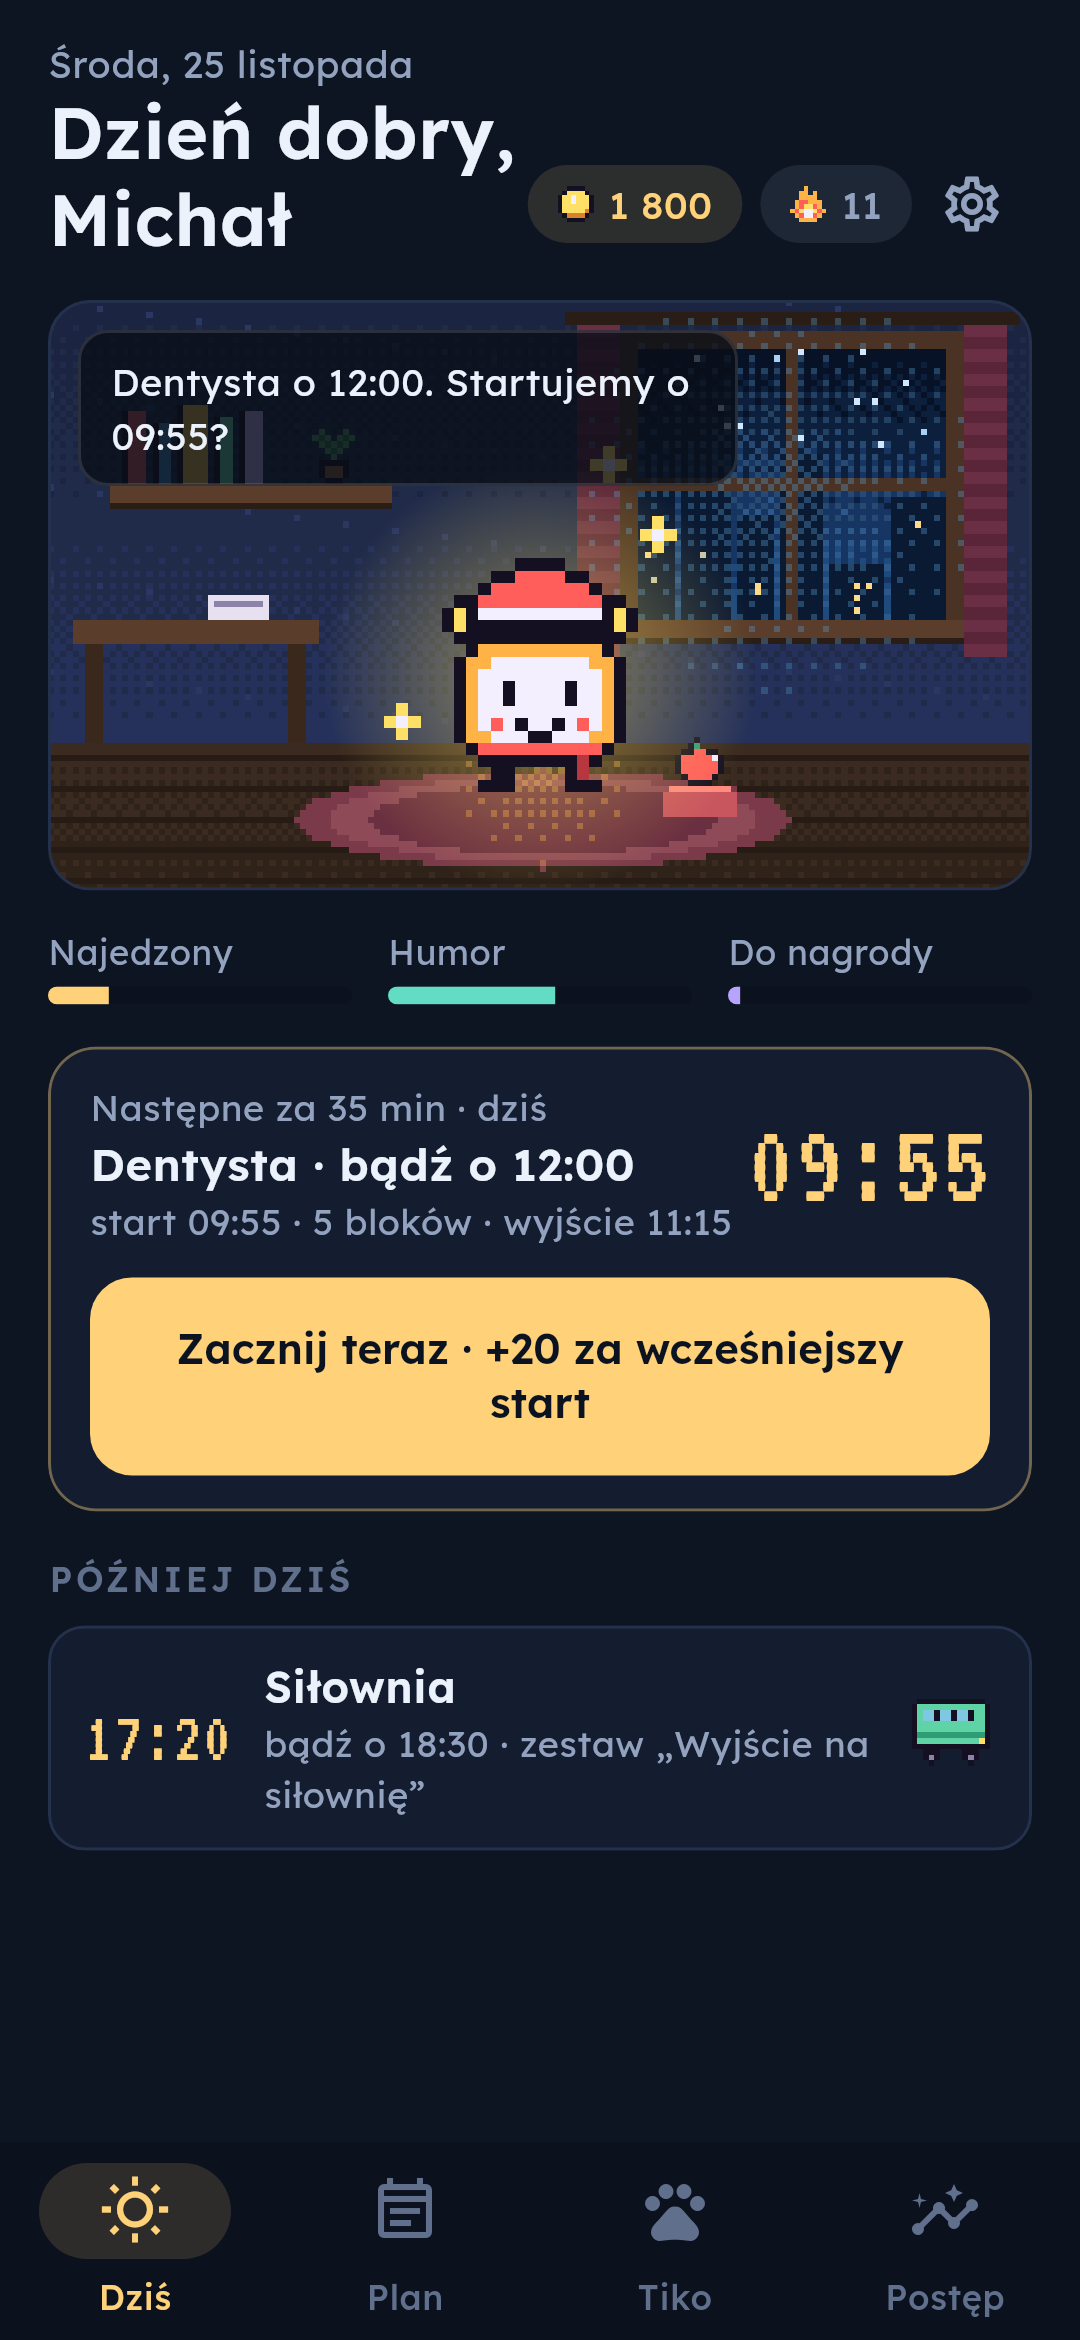 Środa, 25 listopada
Dzień dobry,
Michał
1 800
11
Dentysta o 12:00. Startujemy o
09:55?
Najedzony
Humor
Do nagrody
Następne za 35 min · dziś
Dentysta · bądź o 12:00
start 09:55 · 5 bloków · wyjście 11:15
09:55
Zacznij teraz · +20 za wcześniejszy
start
PÓŹNIEJ DZIŚ
17:20
Siłownia
bądź o 18:30 · zestaw „Wyjście na
siłownię”
Dziś
Plan
Tiko
Postęp